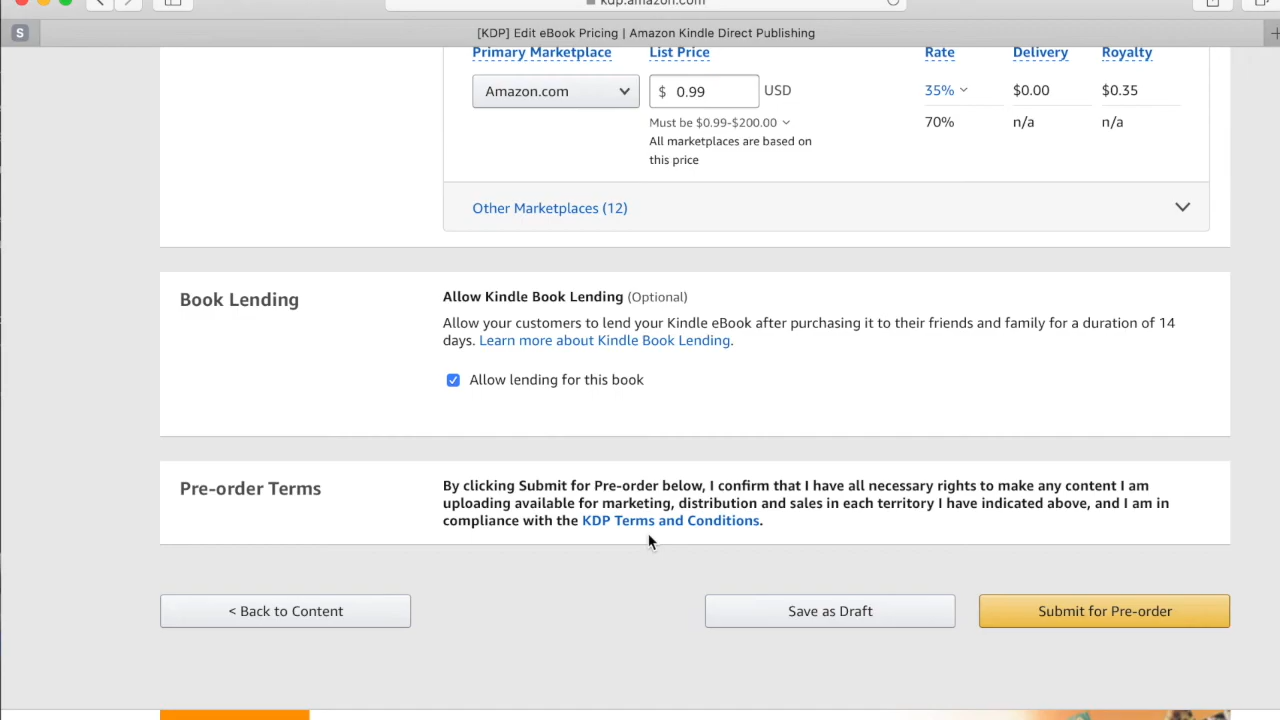 kdp.amazon.com
S
[KDP] Edit eBook Pricing | Amazon Kindle Direct Publishing
Primary Marketplace List Price Rate Delivery Royalty
Amazon.com $ 0.99 USD 35% $0.00 $0.35
Must be $0.99-$200.00 70% n/a n/a
All marketplaces are based on
this price
Other Marketplaces (12)
Book Lending
Allow Kindle Book Lending (Optional)
Allow your customers to lend your Kindle eBook after purchasing it to their friends and family for a duration of 14
days. Learn more about Kindle Book Lending.
Allow lending for this book
Pre-order Terms
By clicking Submit for Pre-order below, I confirm that I have all necessary rights to make any content I am
uploading available for marketing, distribution and sales in each territory I have indicated above, and I am in
compliance with the KDP Terms and Conditions.
< Back to Content Save as Draft Submit for Pre-order